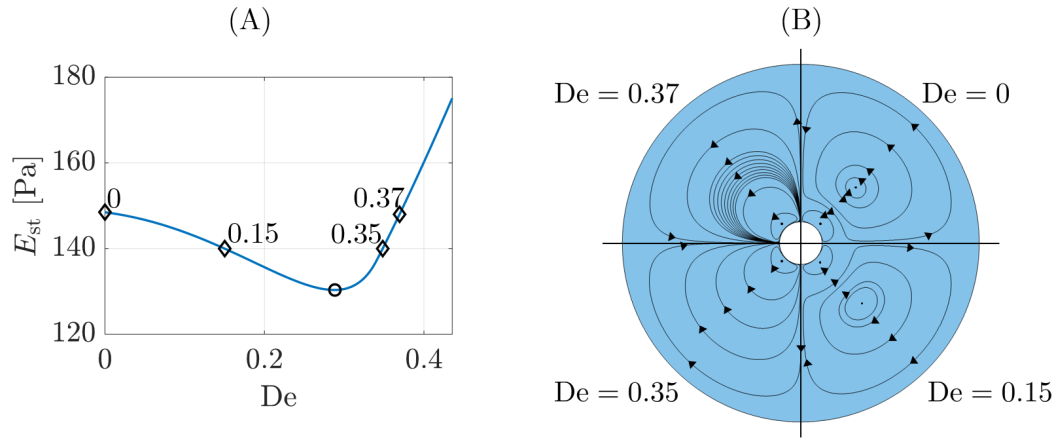 (A)
180
160
140
120
E_st [Pa]
0
0.15
0.35
0.37
0
0.2
0.4
De
(B)
De = 0.37
De = 0
De = 0.35
De = 0.15